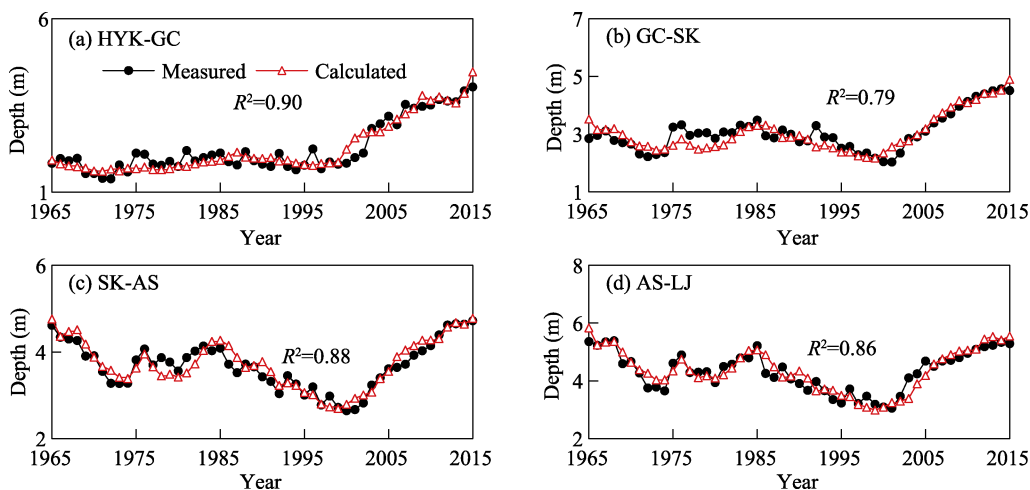 6
(a) HYK-GC
Measured Calculated
R²=0.90
Depth (m)
1
1965 1975 1985 1995 2005 2015
Year
7
(b) GC-SK
5
R²=0.79
Depth (m)
3
1
1965 1975 1985 1995 2005 2015
Year
6
(c) SK-AS
4
R²=0.88
Depth (m)
2
1965 1975 1985 1995 2005 2015
Year
8
(d) AS-LJ
6
R²=0.86
Depth (m)
4
2
1965 1975 1985 1995 2005 2015
Year